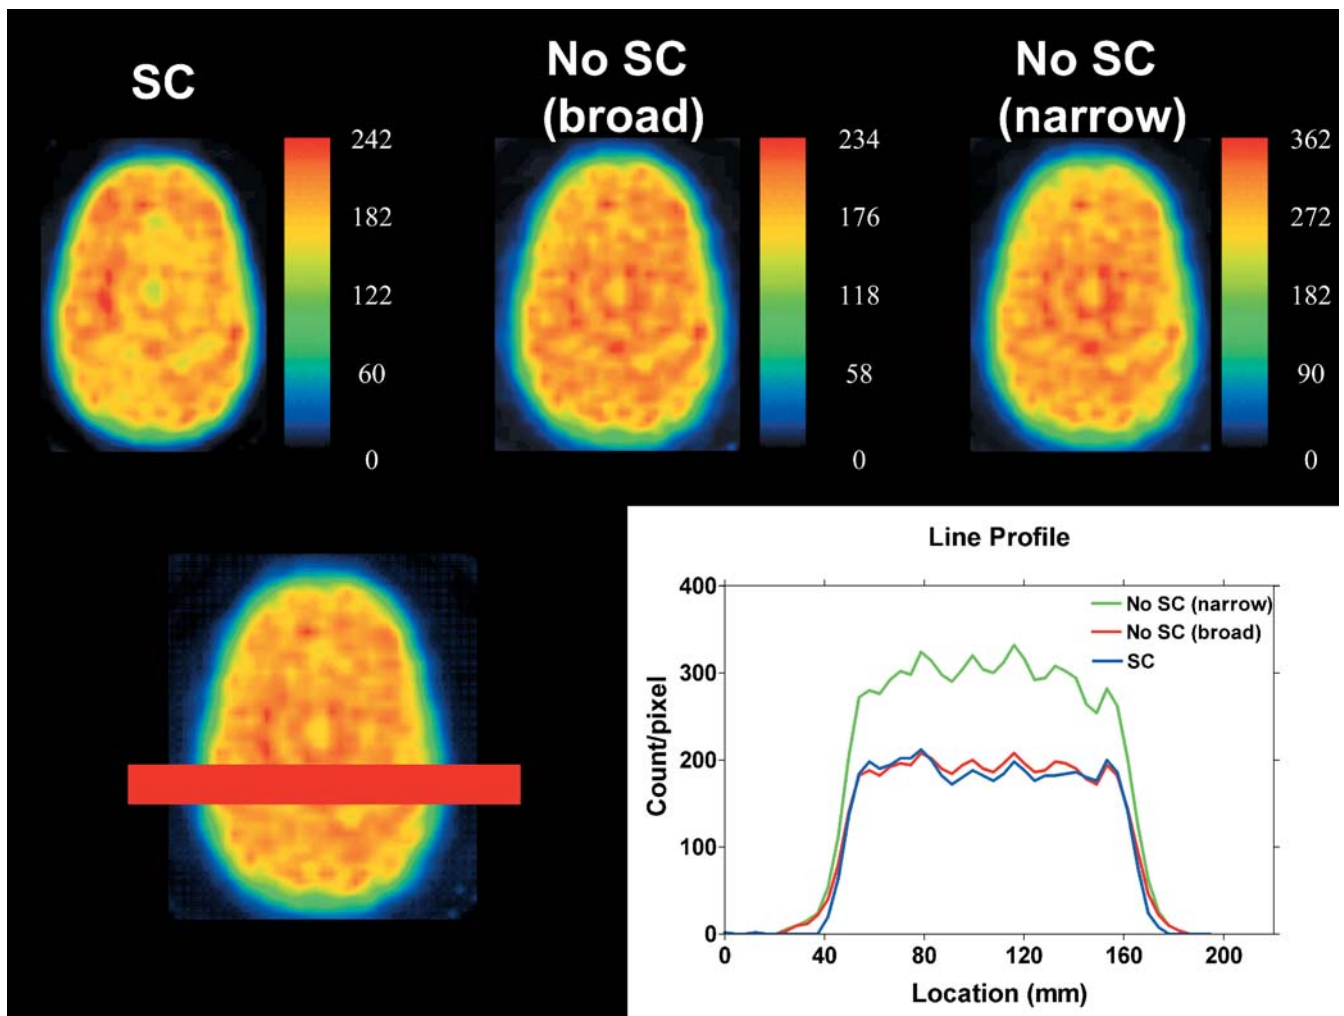 SC
No SC
(broad)
No SC
(narrow)
242
182
122
60
0
234
176
118
58
0
362
272
182
90
0
Line Profile
Count/pixel
400
300
200
100
0
No SC (narrow)
No SC (broad)
SC
0 40 80 120 160 200
Location (mm)